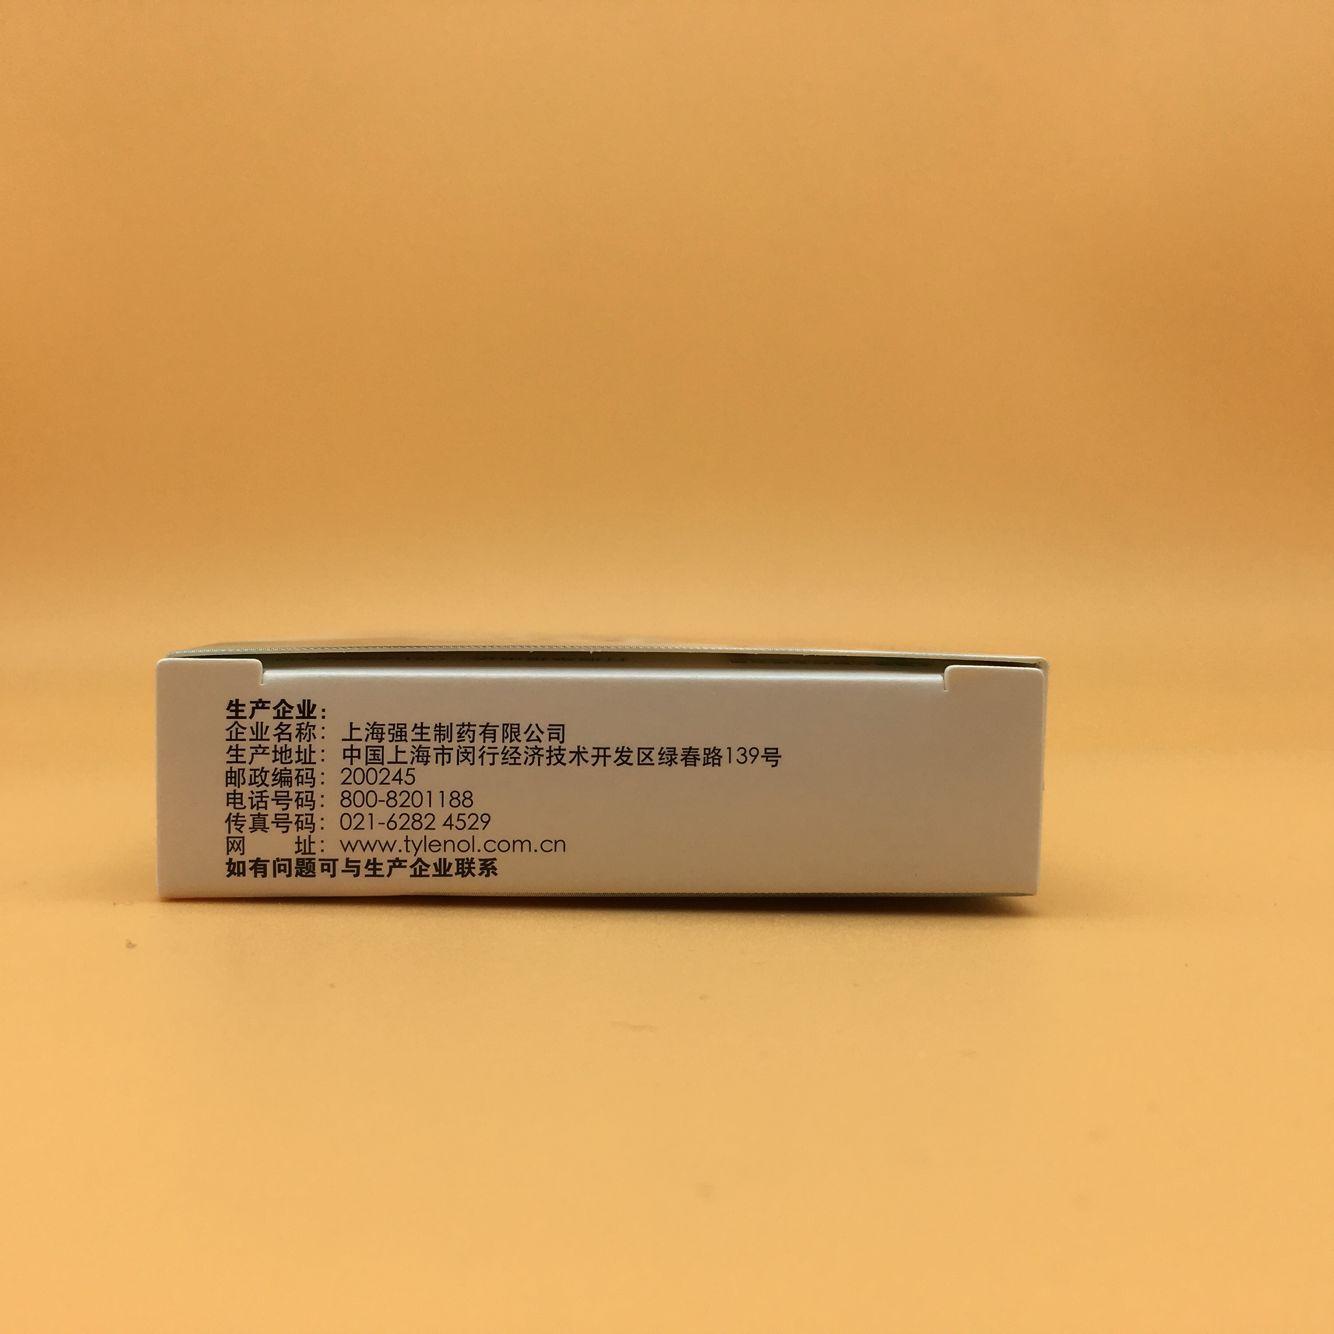 生产企业:
企业名称: 上海强生制药有限公司
生产地址: 中国上海市闵行经济技术开发区绿春路139号
邮政编码: 200245
电话号码: 800-8201188
传真号码: 021-6282 4529
网 址: www.tylenol.com.cn
如有问题可与生产企业联系